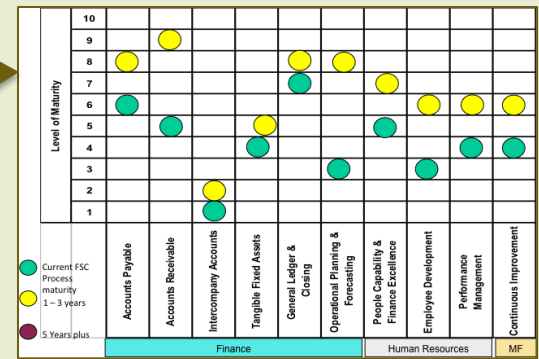 10
9
8
7
6
5
4
3
2
1
Level of Maturity
Current FSC
Process
maturity
1 – 3 years
5 Years plus
Accounts Payable
Accounts Receivable
Intercompany Accounts
Tangible Fixed Assets
General Ledger &
Closing
Operational Planning &
Forecasting
People Capability &
Finance Excellence
Employee Development
Performance
Management
Continuous Improvement
Finance
Human Resources
MF